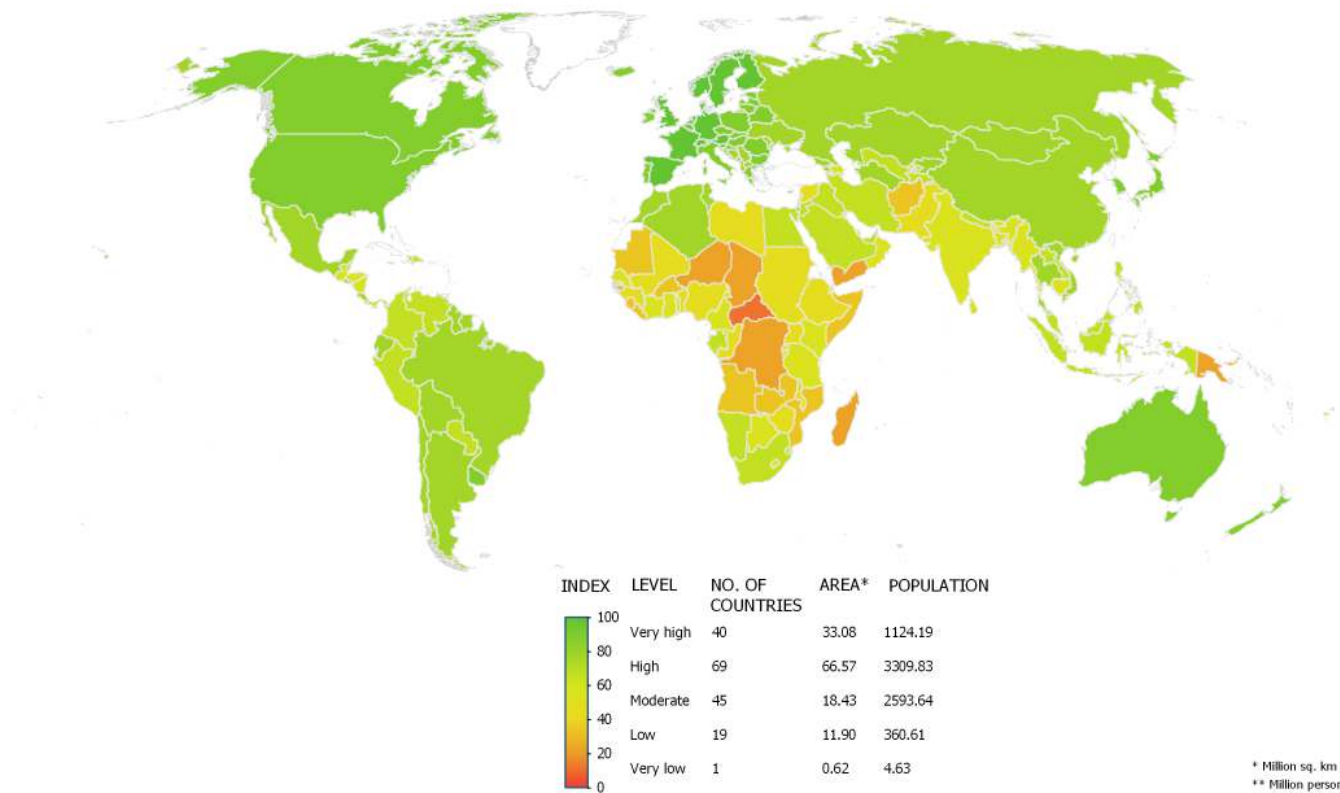 INDEX LEVEL NO. OF COUNTRIES AREA* POPULATION
100
Very high 40 33.08 1124.19
80
High 69 66.57 3309.83
60
Moderate 45 18.43 2593.64
40
Low 19 11.90 360.61
20
Very low 1 0.62 4.63
0
* Million sq. km
** Million person